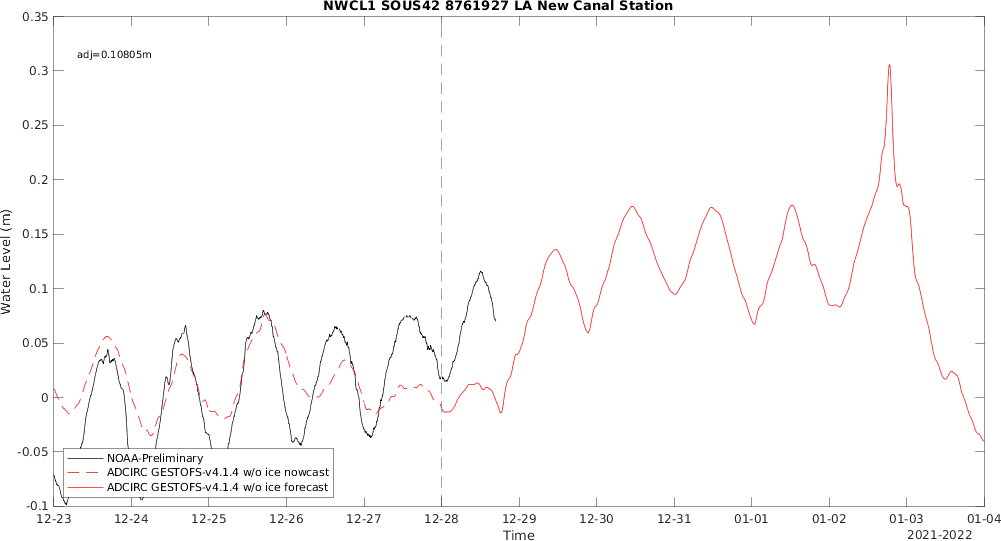 NWCL1 SOUS42 8761927 LA New Canal Station
adj=0.10805m
0.35
0.3
0.25
0.2
0.15
0.1
0.05
0
-0.05
-0.1
Water Level (m)
NOAA-Preliminary
ADCIRC GESTOFS-v4.1.4 w/o ice nowcast
ADCIRC GESTOFS-v4.1.4 w/o ice forecast
12-23 12-24 12-25 12-26 12-27 12-28 12-29 12-30 12-31 01-01 01-02 01-03 01-04
Time
2021-2022